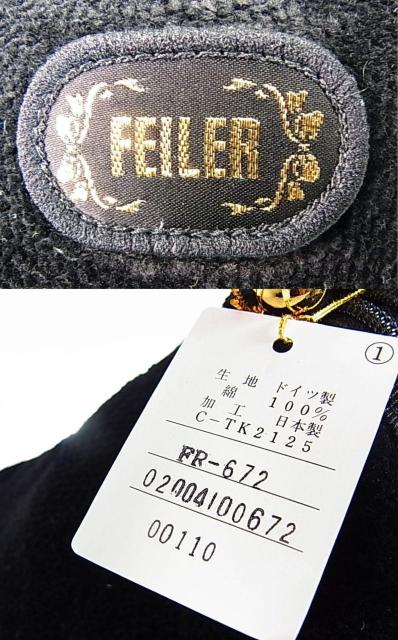 FEILER
①
生地 ドイツ製
綿 100%
加工 日本製
C-TK2125
FR-672
02004100672
00110